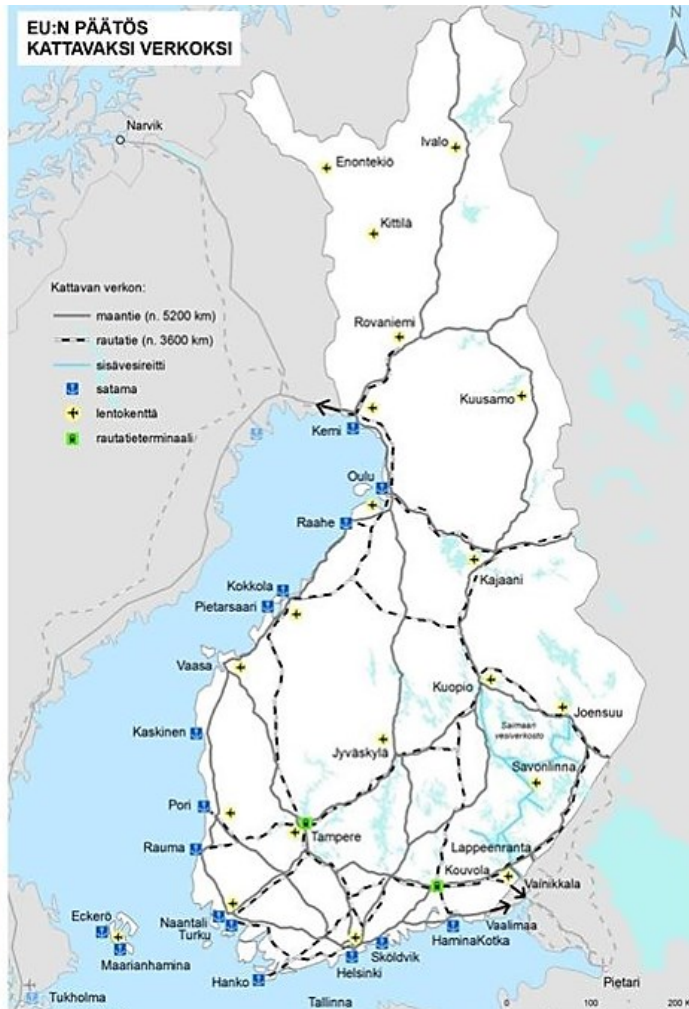 EU:N PÄÄTÖS
KATTAVAKSI VERKOKSI
N
Narvik
Ivalo
Enontekiö
Kittilä
Kattavan verkon:
maantie (n. 5200 km)
rautatie (n. 3600 km)
sisävesireitti
satama
lentokenttä
rautatieterminaali
Rovaniemi
Kuusamo
Kemi
Oulu
Raahe
Kajaani
Kokkola
Pietarsaari
Vaasa
Kuopio
Joensuu
Kaskinen
Saimaan
vesiverkosto
Jyväskylä
Savonlinna
Pori
Tampere
Rauma
Lappeenranta
Kouvola
Vainikkala
Eckerö
Naantali
Turku
Vaalimaa
HaminaKotka
Maarianhamina
Sköldvik
Helsinki
Hanko
Pietari
Tukholma
Tallinna
0 100 200 K